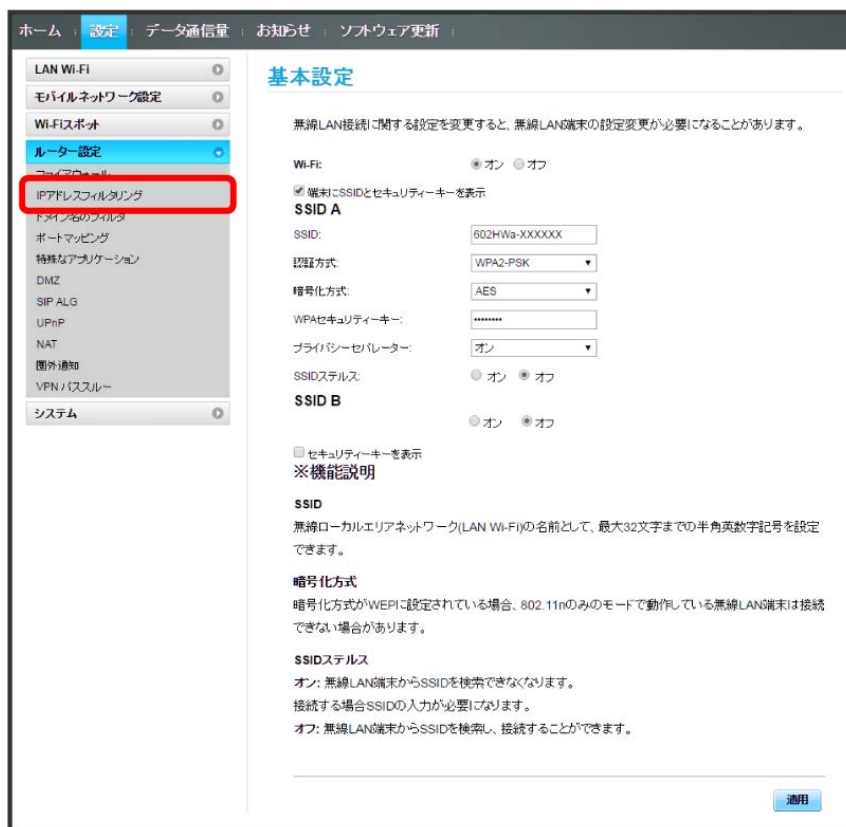 ホーム 設定 データ通信量 お知らせ ソフトウェア更新
LAN Wi-Fi
モバイルネットワーク設定
Wi-Fiスポット
ルーター設定
ファイアウォール
IPアドレスフィルタリング
ドメイン名のフィルタ
ポートマッピング
特殊なアプリケーション
DMZ
SIP ALG
UPnP
NAT
圏外通知
VPN パススルー
システム
基本設定
無線LAN接続に関する設定を変更すると、無線LAN端末の設定変更が必要になることがあります。
Wi-Fi: オン オフ
端末にSSIDとセキュリティーキーを表示
SSID A
SSID: 602HWa-XXXXXX
認証方式: WPA2-PSK
暗号化方式: AES
WPAセキュリティーキー: ••••••••
プライバシーセパレーター: オン
SSIDステルス: オン オフ
SSID B
オン オフ
セキュリティーキーを表示
※機能説明
SSID
無線ローカルエリアネットワーク(LAN Wi-Fi)の名前として、最大32文字までの半角英数字記号を設定
できます。
暗号化方式
暗号化方式がWEPに設定されている場合、802.11nのみのモードで動作している無線LAN端末は接続
できない場合があります。
SSIDステルス
オン: 無線LAN端末からSSIDを検索できなくなります。
接続する場合SSIDの入力が必要になります。
オフ: 無線LAN端末からSSIDを検索し、接続することができます。
適用